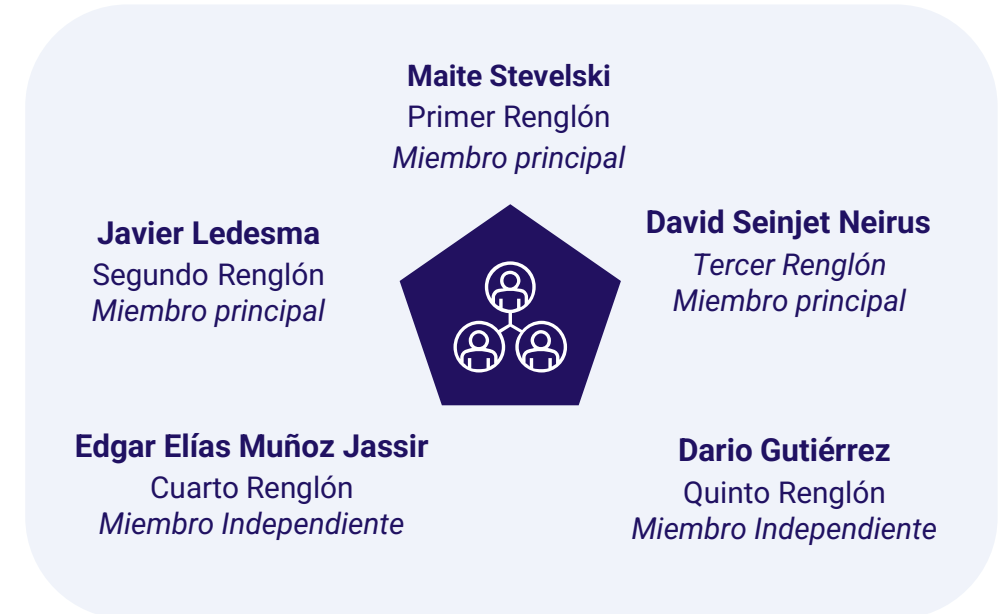 Maite Stevelski
Primer Renglón
Miembro principal
Javier Ledesma
Segundo Renglón
Miembro principal
David Seinjet Neirus
Tercer Renglón
Miembro principal
Edgar Elías Muñoz Jassir
Cuarto Renglón
Miembro Independiente
Dario Gutiérrez
Quinto Renglón
Miembro Independiente